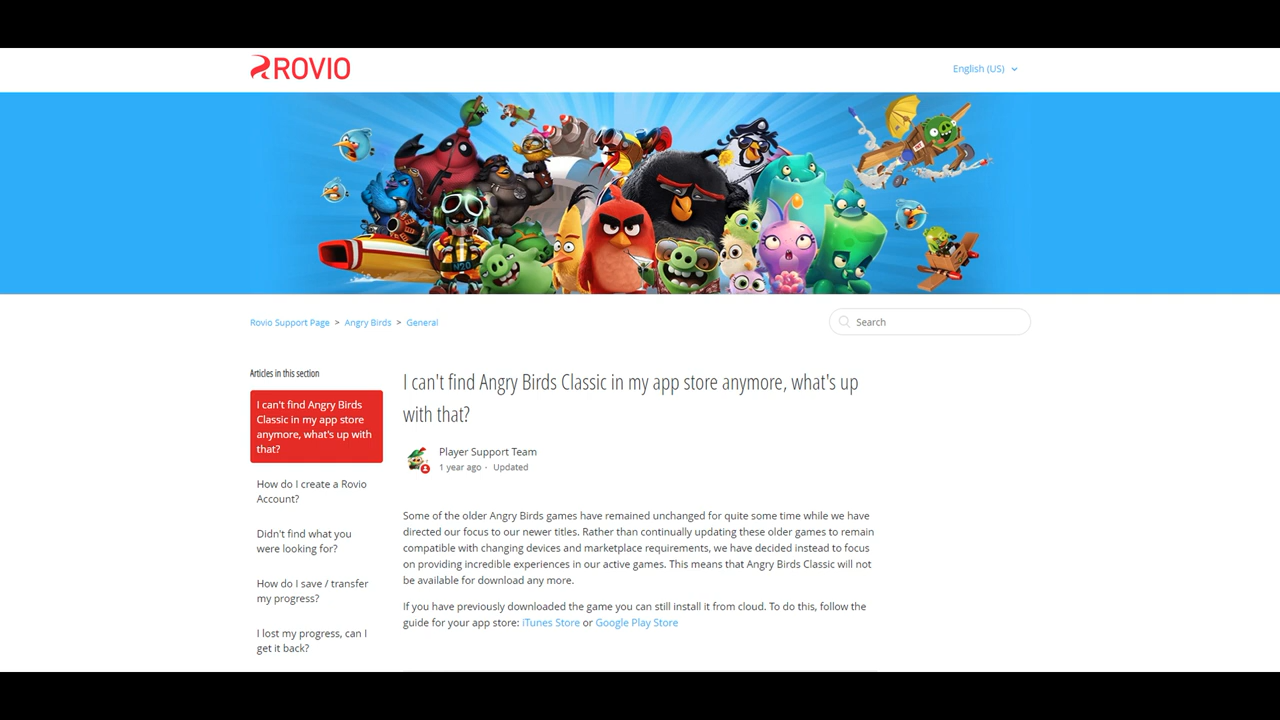 ROVIO
English (US)
Rovio Support Page > Angry Birds > General
Search
Articles in this section
I can't find Angry Birds
Classic in my app store
anymore, what's up with
that?
How do I create a Rovio
Account?
Didn't find what you
were looking for?
How do I save / transfer
my progress?
I lost my progress, can I
get it back?
I can't find Angry Birds Classic in my app store anymore, what's up
with that?
Player Support Team
1 year ago · Updated
Some of the older Angry Birds games have remained unchanged for quite some time while we have
directed our focus to our newer titles. Rather than continually updating these older games to remain
compatible with changing devices and marketplace requirements, we have decided instead to focus
on providing incredible experiences in our active games. This means that Angry Birds Classic will not
be available for download any more.
If you have previously downloaded the game you can still install it from cloud. To do this, follow the
guide for your app store: iTunes Store or Google Play Store